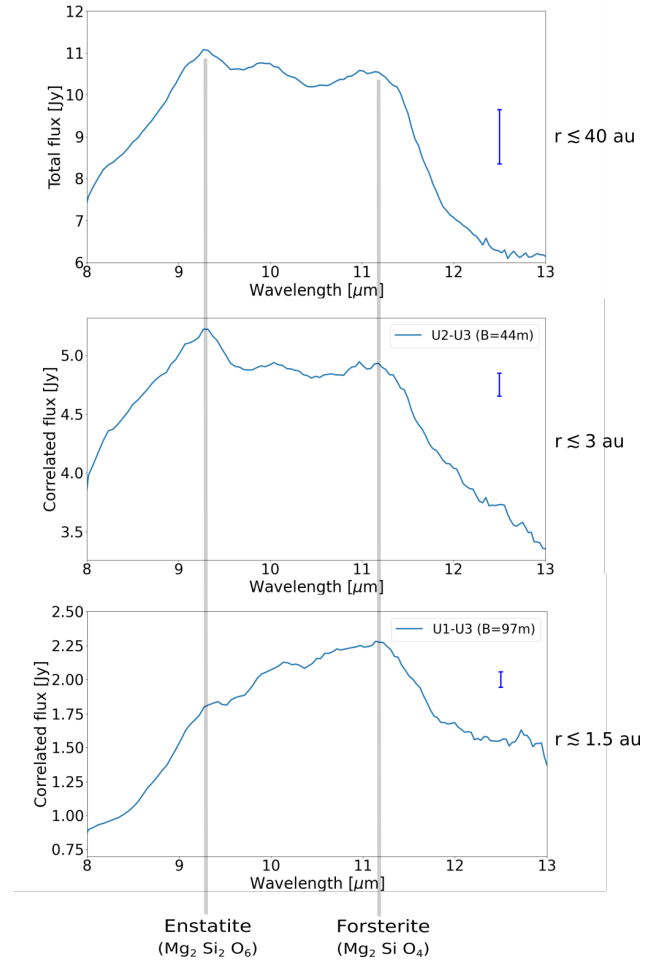 12
11
10
9
8
7
6
Total flux [Jy]
8 9 10 11 12 13
Wavelength [μm]
r ≲ 40 au
U2-U3 (B=44m)
5.0
4.5
4.0
3.5
Correlated flux [Jy]
8 9 10 11 12 13
Wavelength [μm]
r ≲ 3 au
U1-U3 (B=97m)
2.50
2.25
2.00
1.75
1.50
1.25
1.00
0.75
Correlated flux [Jy]
8 9 10 11 12 13
Wavelength [μm]
r ≲ 1.5 au
Enstatite Forsterite
(Mg₂ Si₂ O₆) (Mg₂ Si O₄)